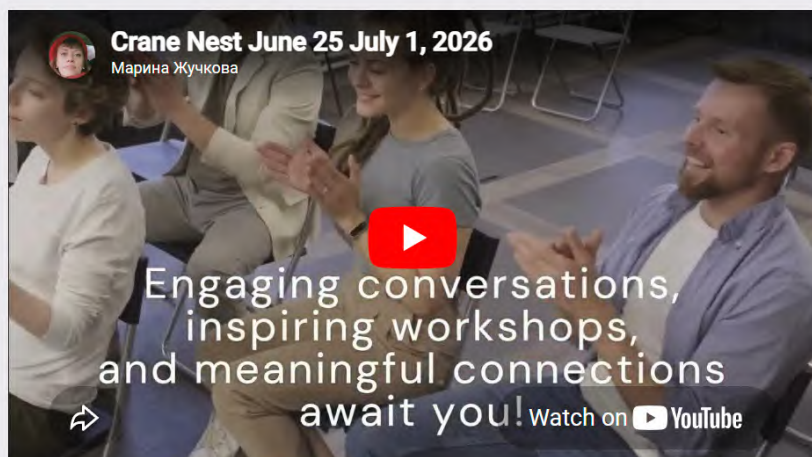 Crane Nest June 25 July 1, 2026
Марина Жучкова
Engaging conversations,
inspiring workshops,
and meaningful connections
await you!
Watch on YouTube